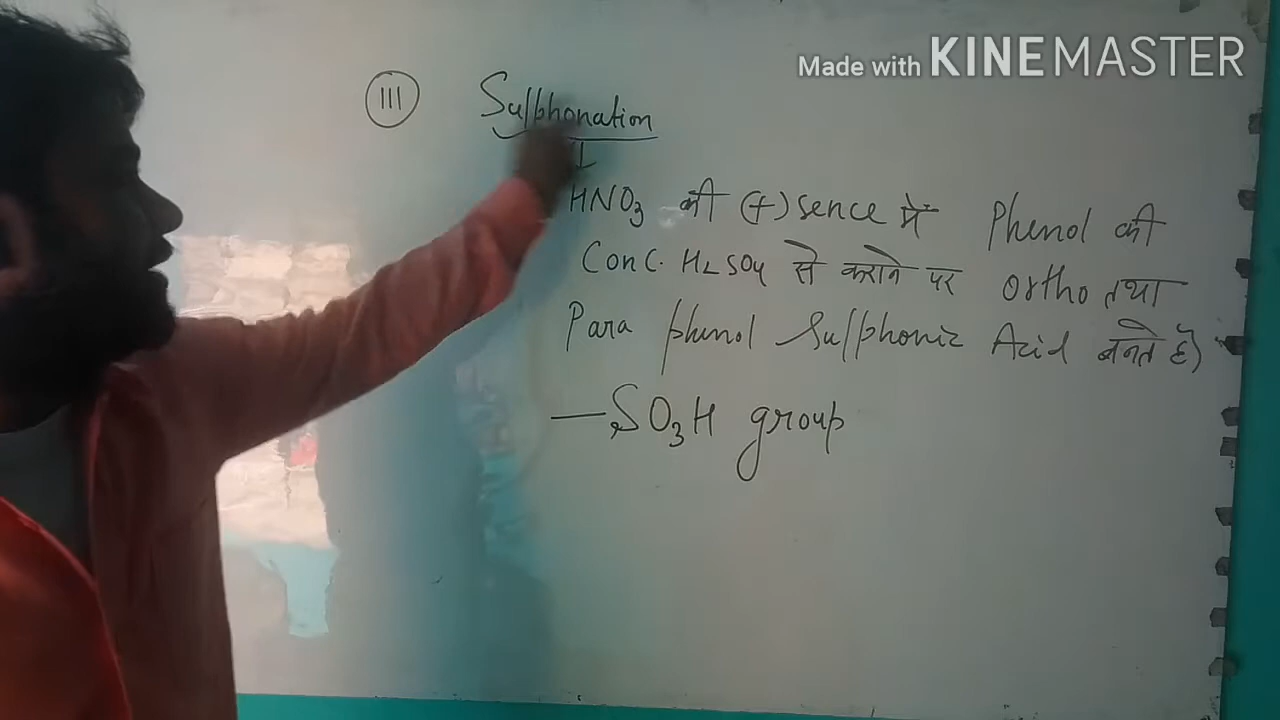 Made with KINEMASTER
III Sulphonation
HNO3 की (+)sence में Phenol की
Conc. H2SO4 से कराने पर Ortho तथा
Para phenol Sulphonic Acid बनते है)
—SO3H group